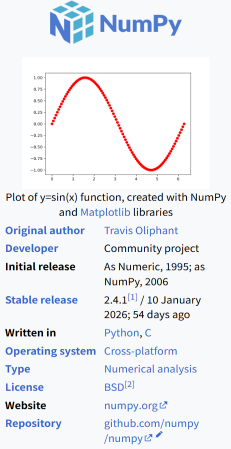 NumPy
1.00
0.75
0.50
0.25
0.00
−0.25
−0.50
−0.75
−1.00
0 1 2 3 4 5 6
Plot of y=sin(x) function, created with NumPy
and Matplotlib libraries
Original author Travis Oliphant
Developer Community project
Initial release As Numeric, 1995; as
NumPy, 2006
Stable release 2.4.1[1] / 10 January
2026; 54 days ago
Written in Python, C
Operating system Cross-platform
Type Numerical analysis
License BSD[2]
Website numpy.org
Repository github.com/numpy
/numpy